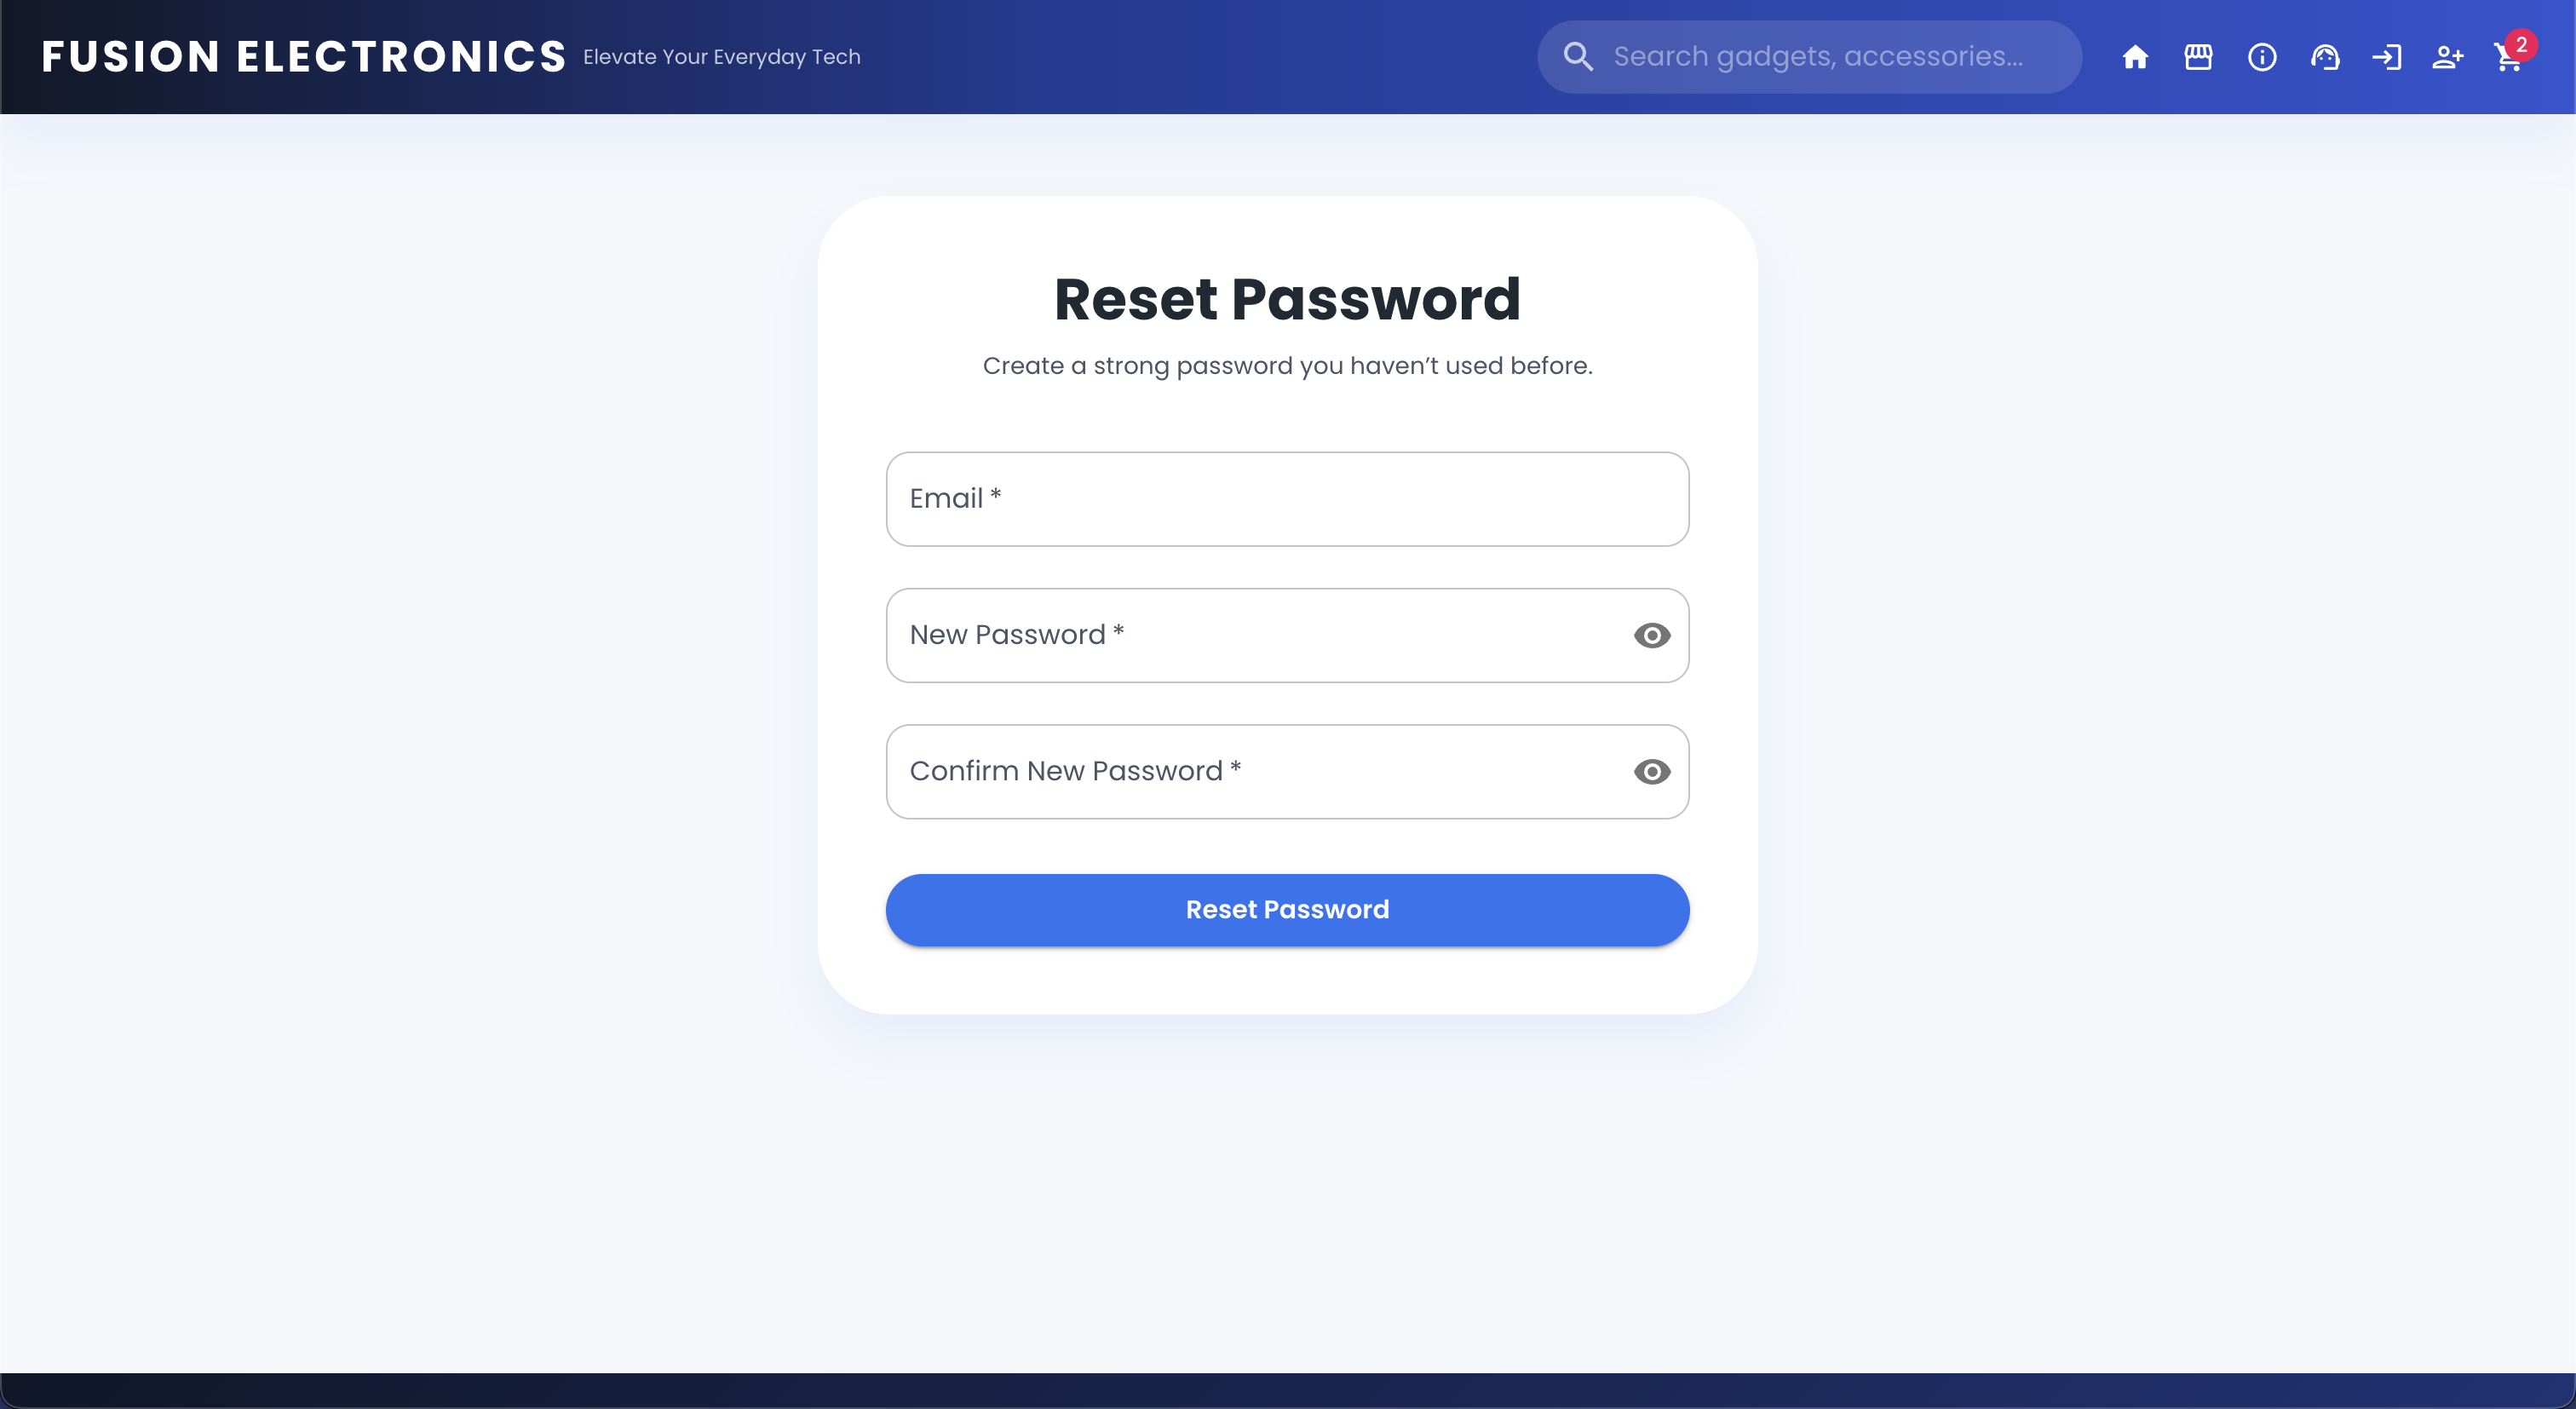 FUSION ELECTRONICS Elevate Your Everyday Tech
Search gadgets, accessories...
2
Reset Password
Create a strong password you haven’t used before.
Email *
New Password *
Confirm New Password *
Reset Password